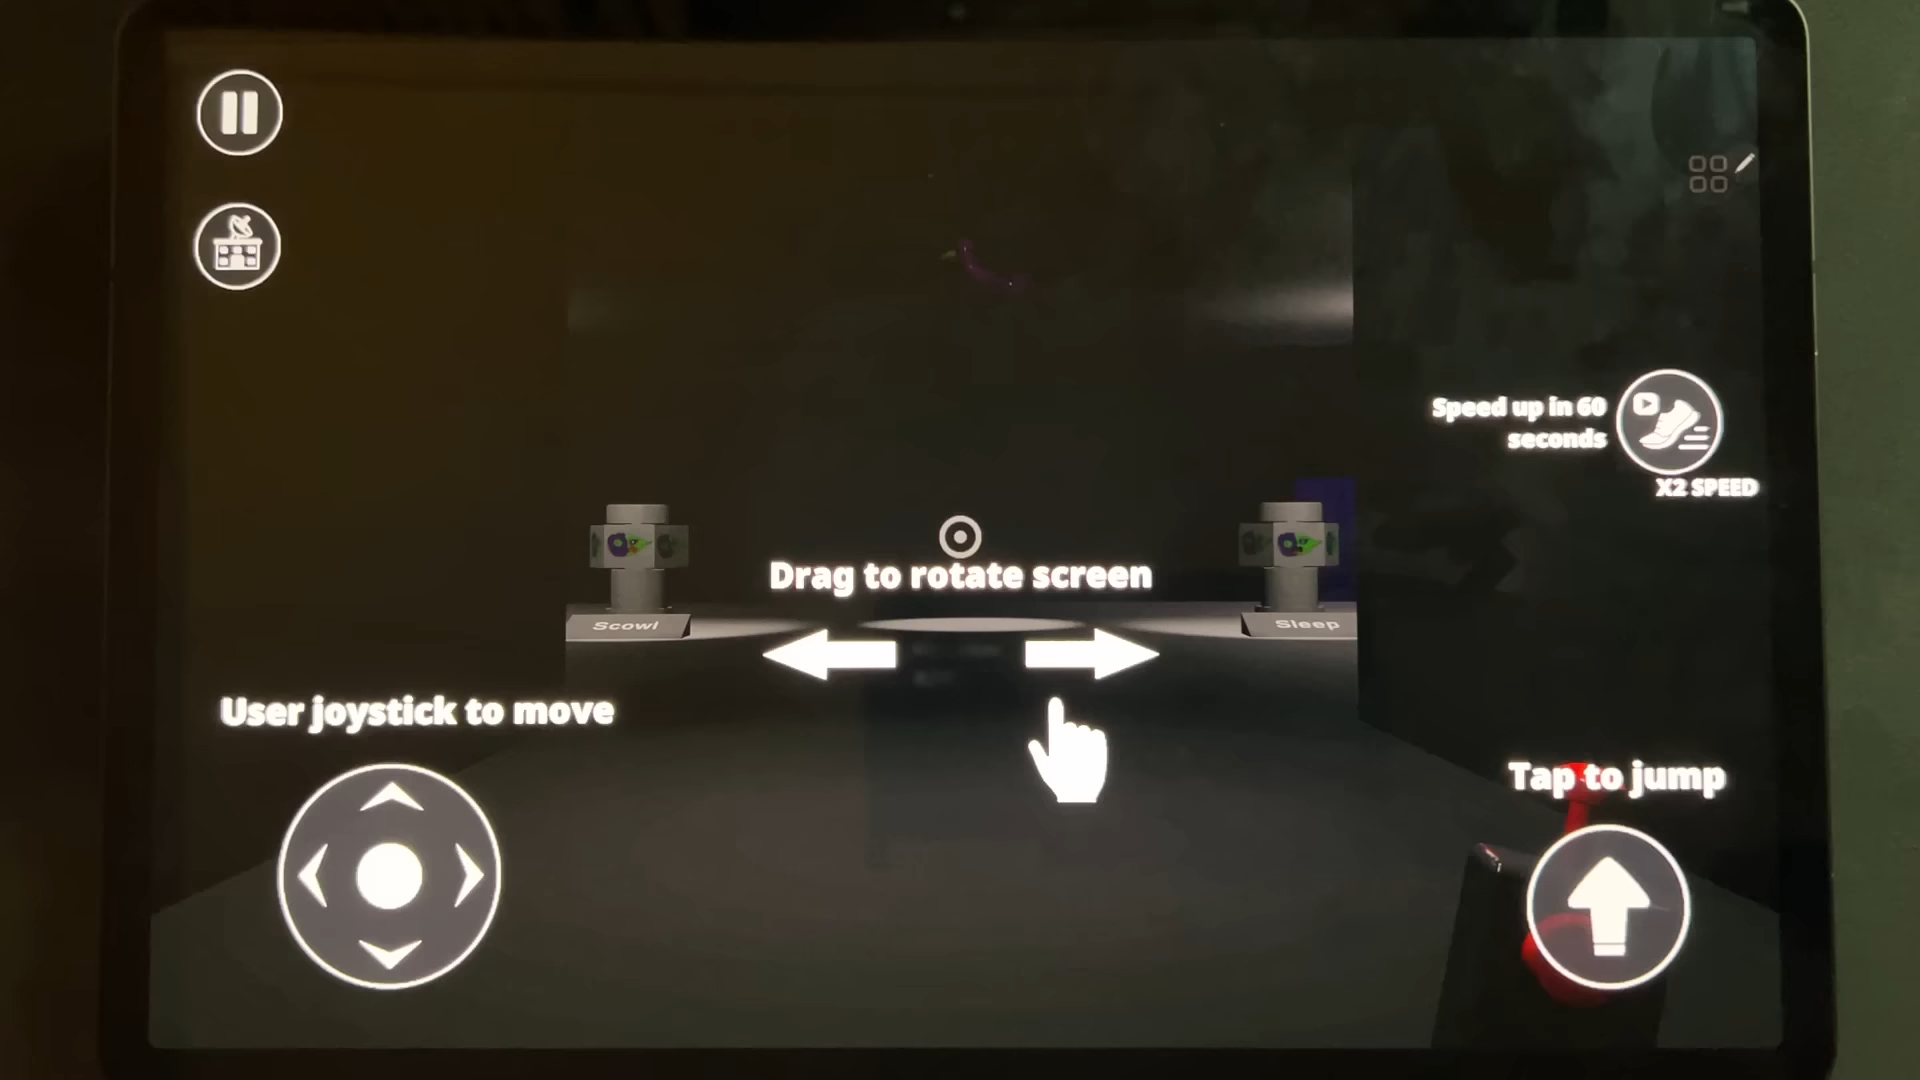 Speed up in 60
seconds
X2 SPEED
Drag to rotate screen
Scowl
Sleep
User joystick to move
Tap to jump